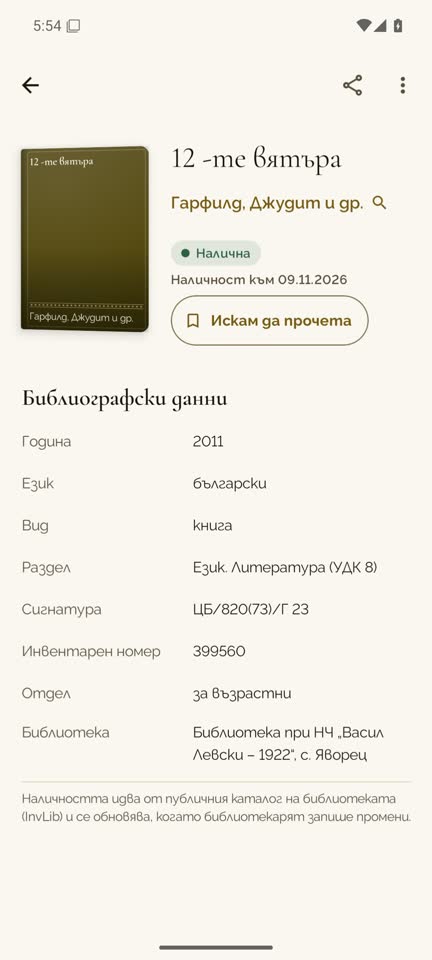 5:54
12 -те вятъра
Гарфилд, Джудит и др.
12 -те вятъра
Гарфилд, Джудит и др.
Налична
Наличност към 09.11.2026
Искам да прочета
Библиографски данни
Година 2011
Език български
Вид книга
Раздел Език. Литература (УДК 8)
Сигнатура ЦБ/820(73)/Г 23
Инвентарен номер 399560
Отдел за възрастни
Библиотека Библиотека при НЧ „Васил
Левски – 1922", с. Яворец
Наличността идва от публичния каталог на библиотеката
(InvLib) и се обновява, когато библиотекарят запише промени.